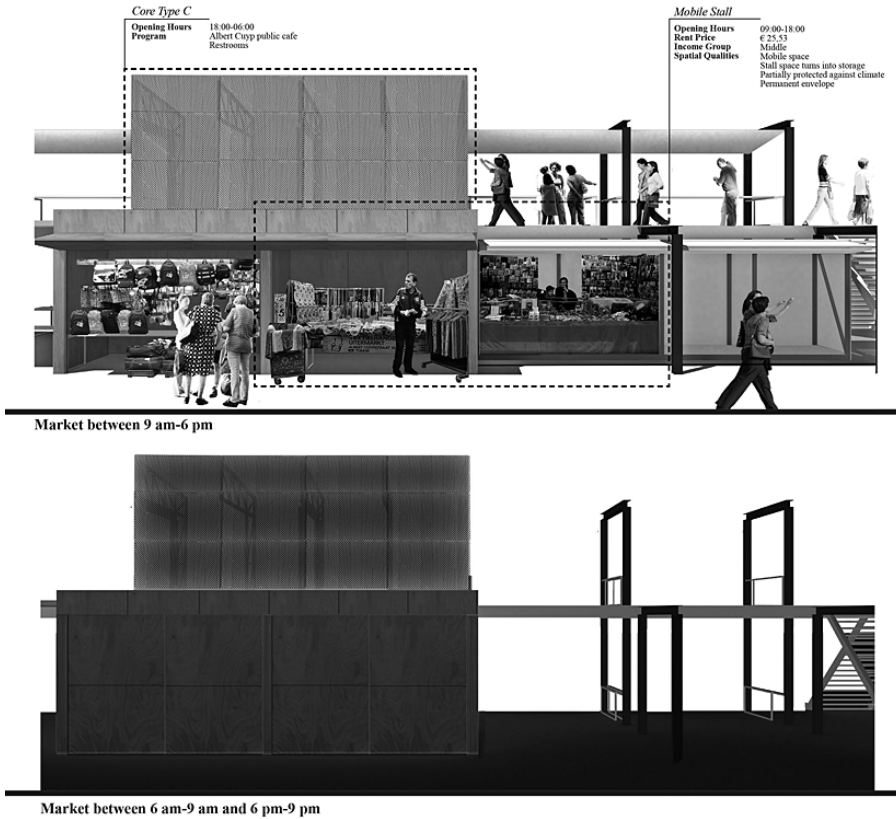 Core Type C
Opening Hours 18:00-06:00
Program Albert Cuyp public cafe
Restrooms
Mobile Stall
Opening Hours 09:00-18:00
Rent Price € 25,53
Income Group Middle
Spatial Qualities Mobile space
Stall space turns into storage
Partially protected against climate
Permanent envelope
Market between 9 am-6 pm
Market between 6 am-9 am and 6 pm-9 pm